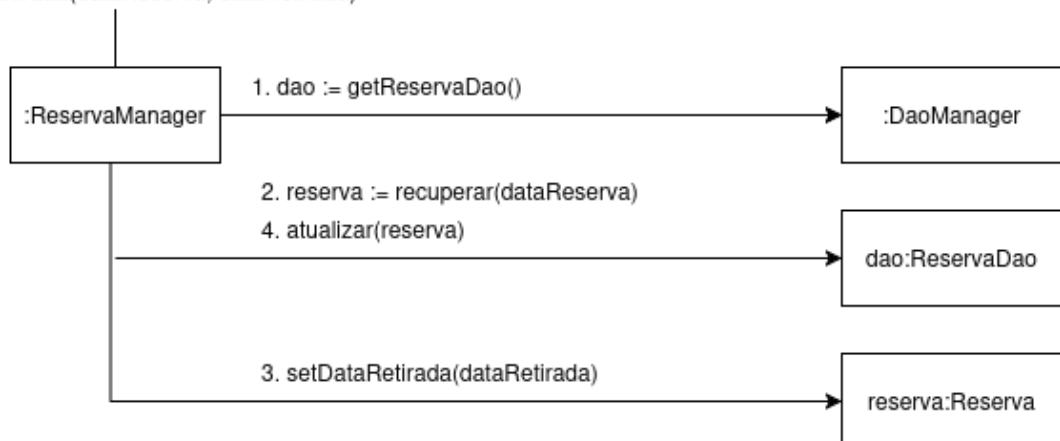 :ReservaManager
1. dao := getReservaDao()
:DaoManager
2. reserva := recuperar(dataReserva)
4. atualizar(reserva)
dao:ReservaDao
3. setDataRetirada(dataRetirada)
reserva:Reserva